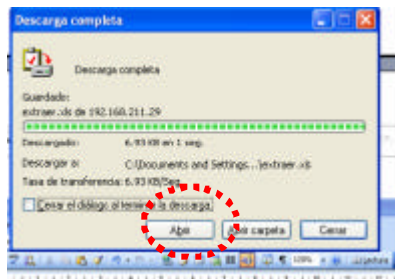 Descarga completa
Descarga completa
Guardado:
extraer.xls de 192.168.211.29
Descargado: 6.93 KB en 1 seg.
Descargar a: C:\Documents and Settings...\extraer.xls
Tasa de transferencia: 6.93 KB/Seg.
Cerrar el diálogo al terminar la descarga
Abrir Abrir carpeta Cerrar
100%